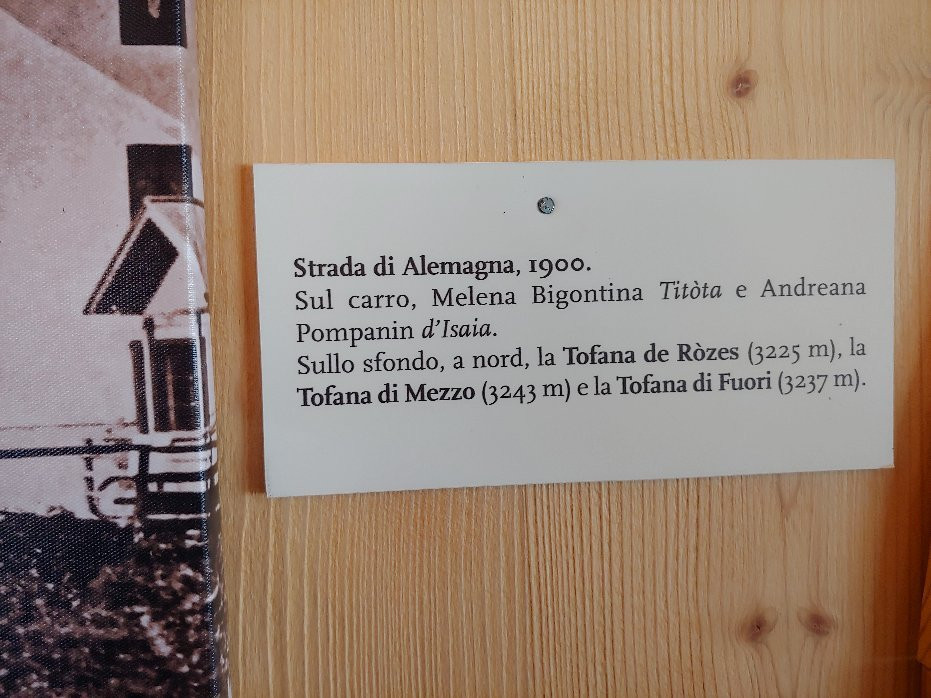 Strada di Alemagna, 1900.
Sul carro, Melena Bigontina Titòta e Andreana
Pompanin d'Isaia.
Sullo sfondo, a nord, la Tofana de Ròzes (3225 m), la
Tofana di Mezzo (3243 m) e la Tofana di Fuori (3237 m).